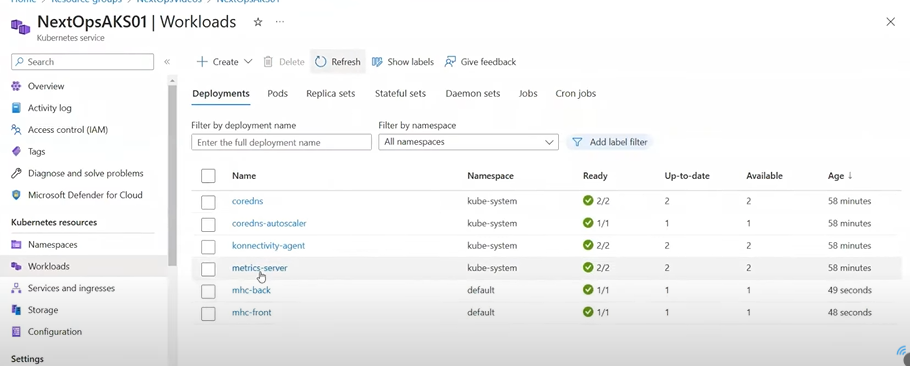 Home > Resource groups > NextOpsVideos > NextOpsAKS01
NextOpsAKS01 | Workloads
Kubernetes service
Search
Create
Delete
Refresh
Show labels
Give feedback
Overview
Activity log
Access control (IAM)
Tags
Diagnose and solve problems
Microsoft Defender for Cloud
Kubernetes resources
Namespaces
Workloads
Services and ingresses
Storage
Configuration
Settings
Deployments Pods Replica sets Stateful sets Daemon sets Jobs Cron jobs
Filter by deployment name Filter by namespace
Enter the full deployment name All namespaces Add label filter
Name Namespace Ready Up-to-date Available Age ↓
coredns kube-system 2/2 2 2 58 minutes
coredns-autoscaler kube-system 1/1 1 1 58 minutes
konnectivity-agent kube-system 2/2 2 2 58 minutes
metrics-server kube-system 2/2 2 2 58 minutes
mhc-back default 1/1 1 1 49 seconds
mhc-front default 1/1 1 1 48 seconds